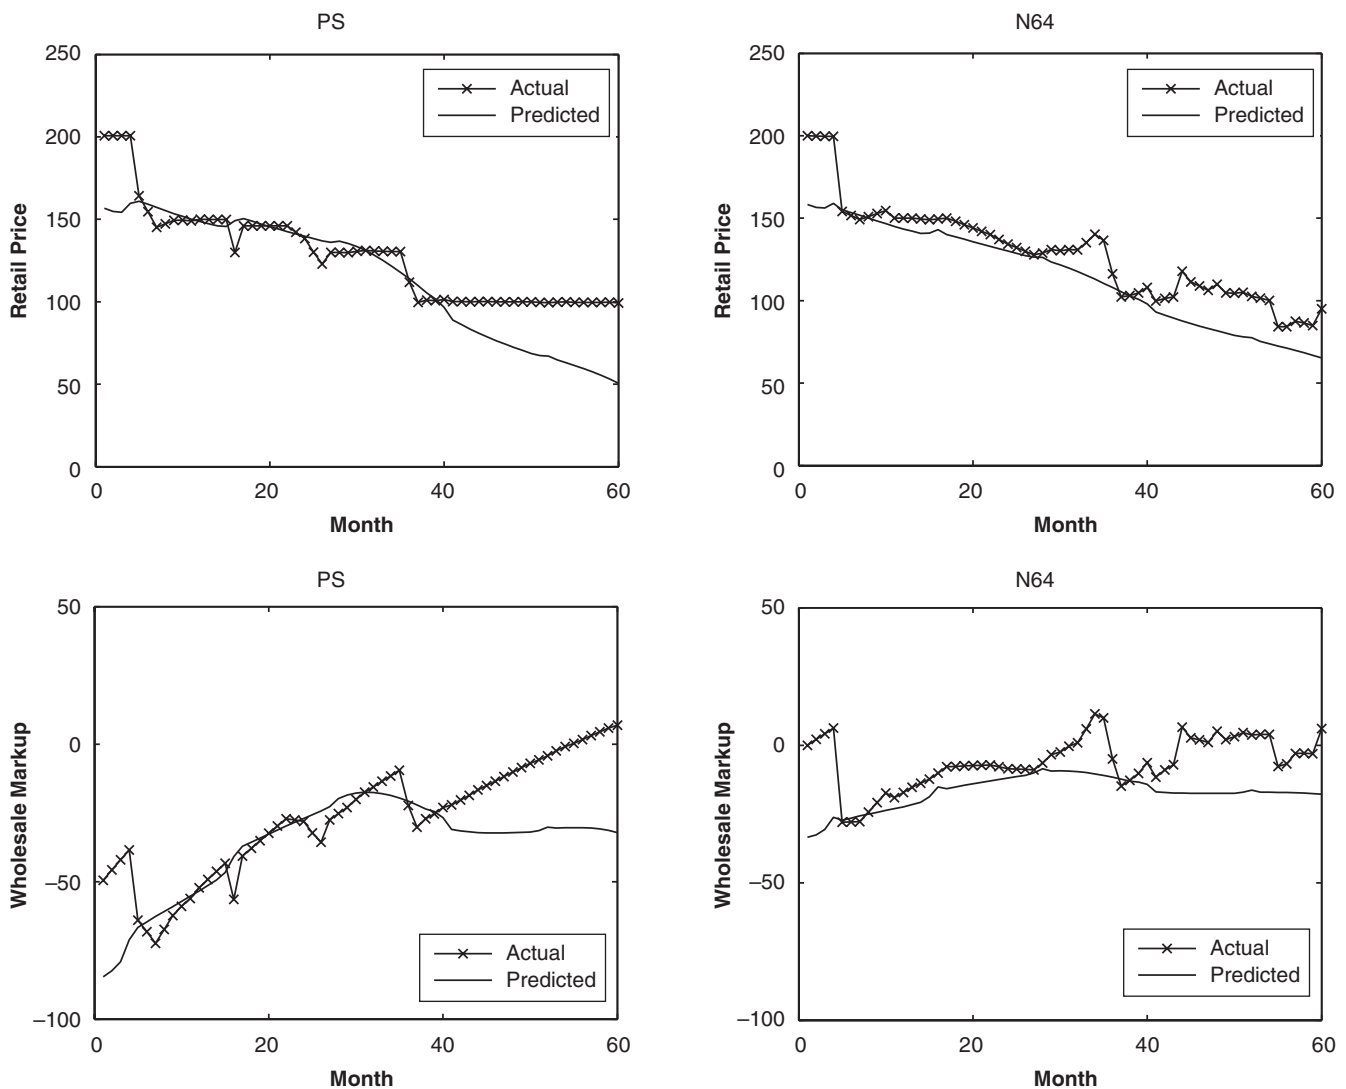 PS
250
200
150
100
50
0
Retail Price
Actual
Predicted
0 20 40 60
Month
N64
250
200
150
100
50
0
Retail Price
Actual
Predicted
0 20 40 60
Month
PS
50
0
–50
–100
Wholesale Markup
Actual
Predicted
0 20 40 60
Month
N64
50
0
–50
–100
Wholesale Markup
Actual
Predicted
0 20 40 60
Month